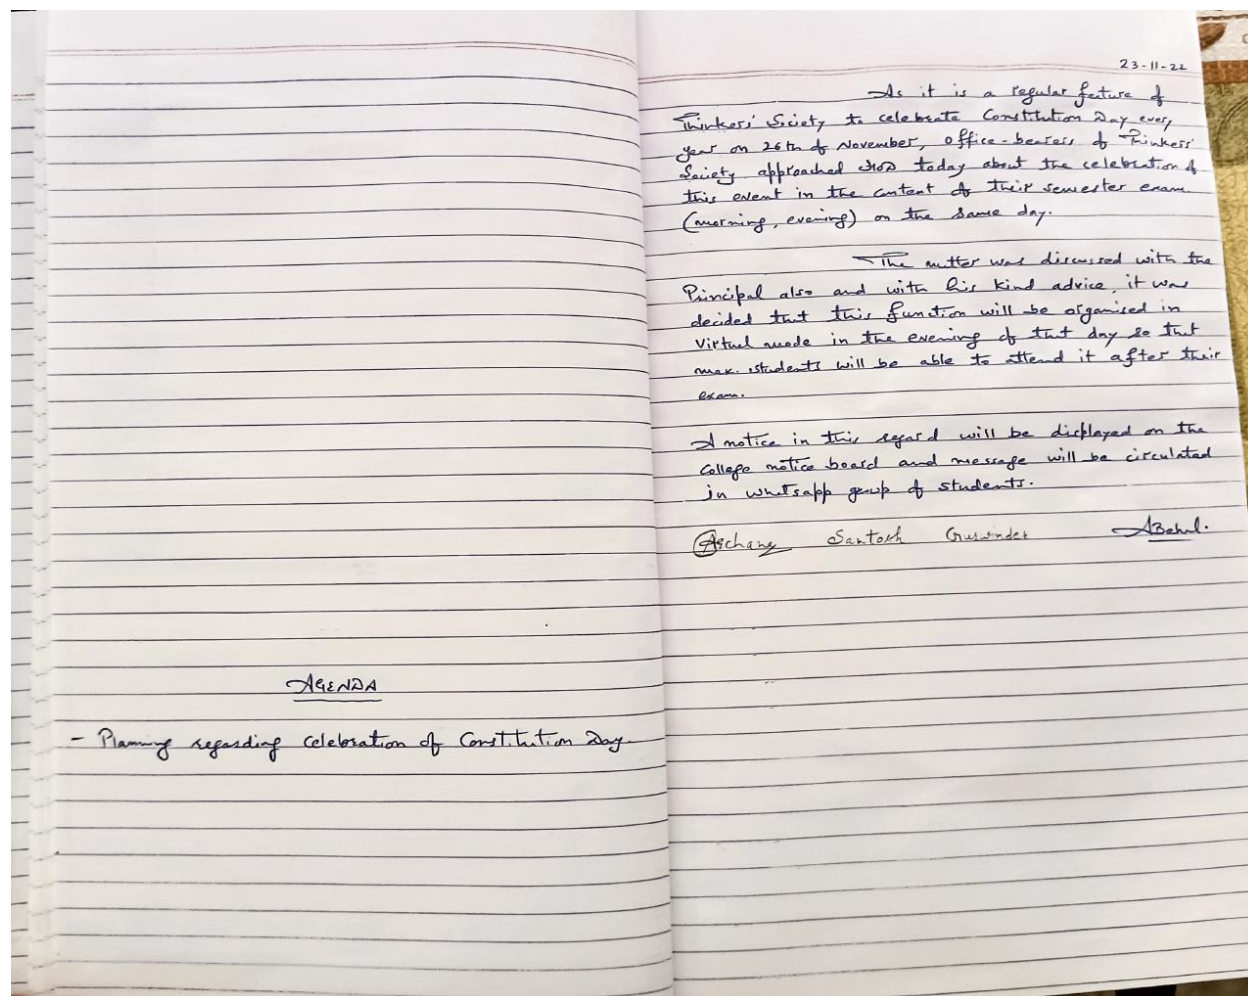 AGENDA
- Planning regarding celebration of Constitution Day.
23-11-22
As it is a regular feture of
Thinkers' Society to celebrate Constitution Day every
year on 26th of November, office-bearers of Thinkers'
Society approached HOD today about the celebration of
this event in the context of their semester exam.
(morning, evening) on the same day.
The matter was discussed with the
Principal also and with his kind advice, it was
decided that this function will be organised in
Virtual mode in the evening of that day so that
max. students will be able to attend it after their
exam.
A notice in this regard will be displayed on the
College notice board and message will be circulated
in whatsapp group of students.
Archana Santosh Gurwinder